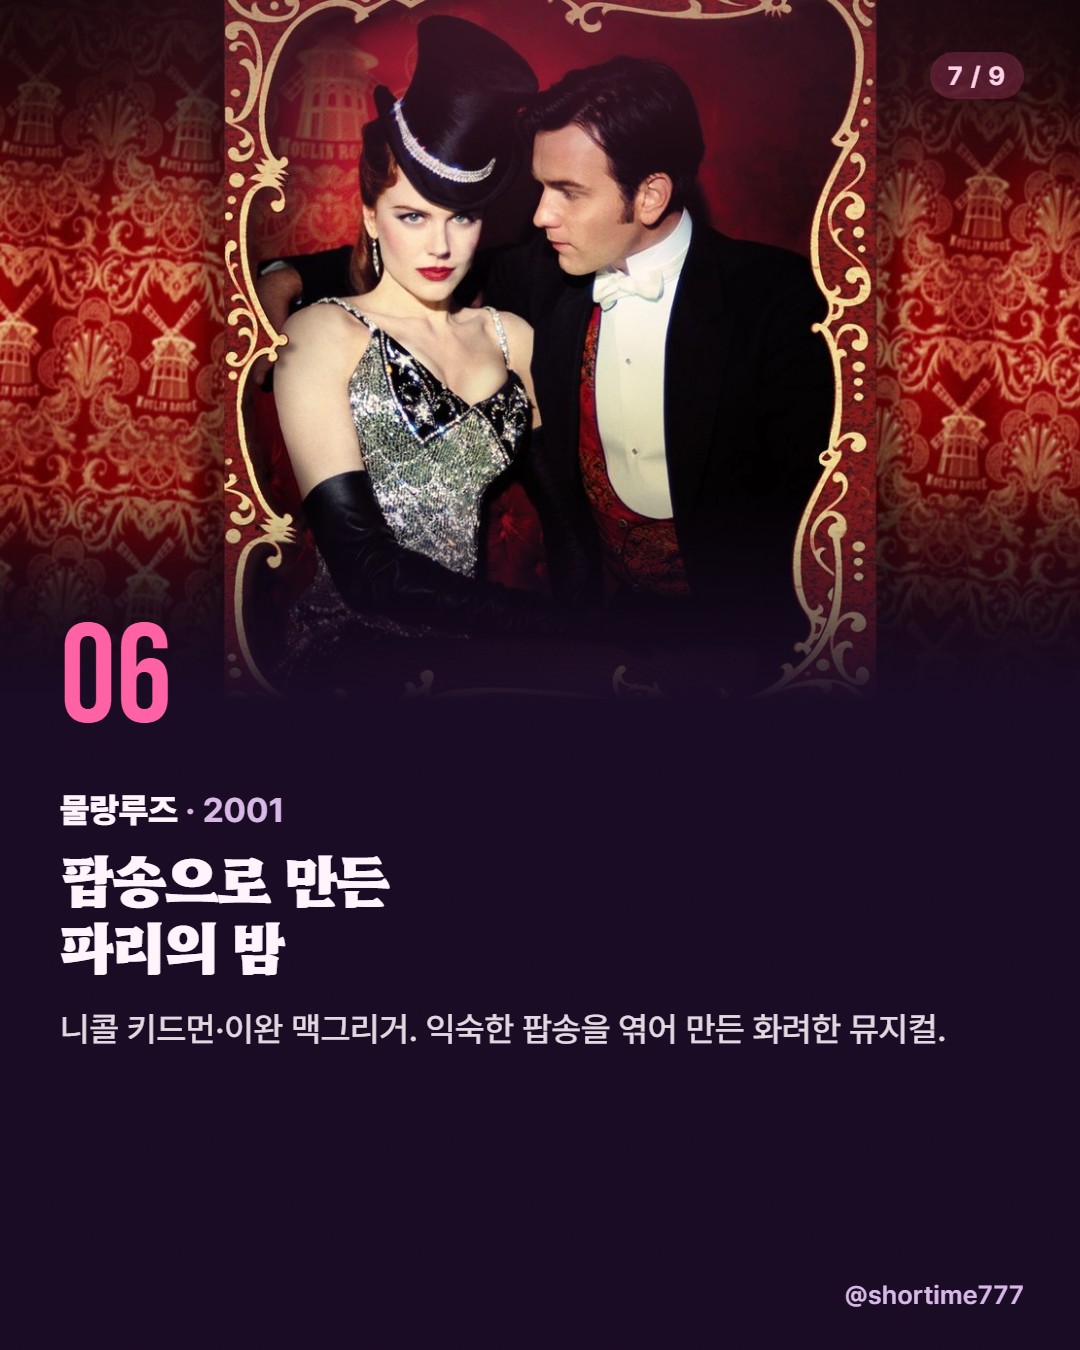 7 / 9
MOULIN ROUGE
06
물랑루즈 · 2001
팝송으로 만든
파리의 밤
니콜 키드먼·이완 맥그리거. 익숙한 팝송을 엮어 만든 화려한 뮤지컬.
@shortime777